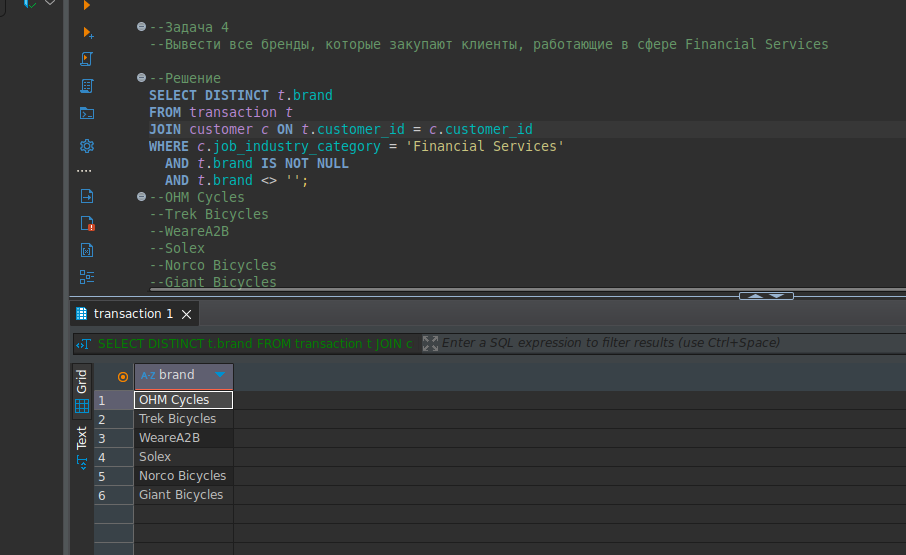 --Задача 4
--Вывести все бренды, которые закупают клиенты, работающие в сфере Financial Services
--Решение
SELECT DISTINCT t.brand
FROM transaction t
JOIN customer c ON t.customer_id = c.customer_id
WHERE c.job_industry_category = 'Financial Services'
AND t.brand IS NOT NULL
AND t.brand <> '';
--OHM Cycles
--Trek Bicycles
--WeareA2B
--Solex
--Norco Bicycles
--Giant Bicycles
transaction 1
SELECT DISTINCT t.brand FROM transaction t JOIN c Enter a SQL expression to filter results (use Ctrl+Space)
Grid
Text
A-Z brand
1 OHM Cycles
2 Trek Bicycles
3 WeareA2B
4 Solex
5 Norco Bicycles
6 Giant Bicycles